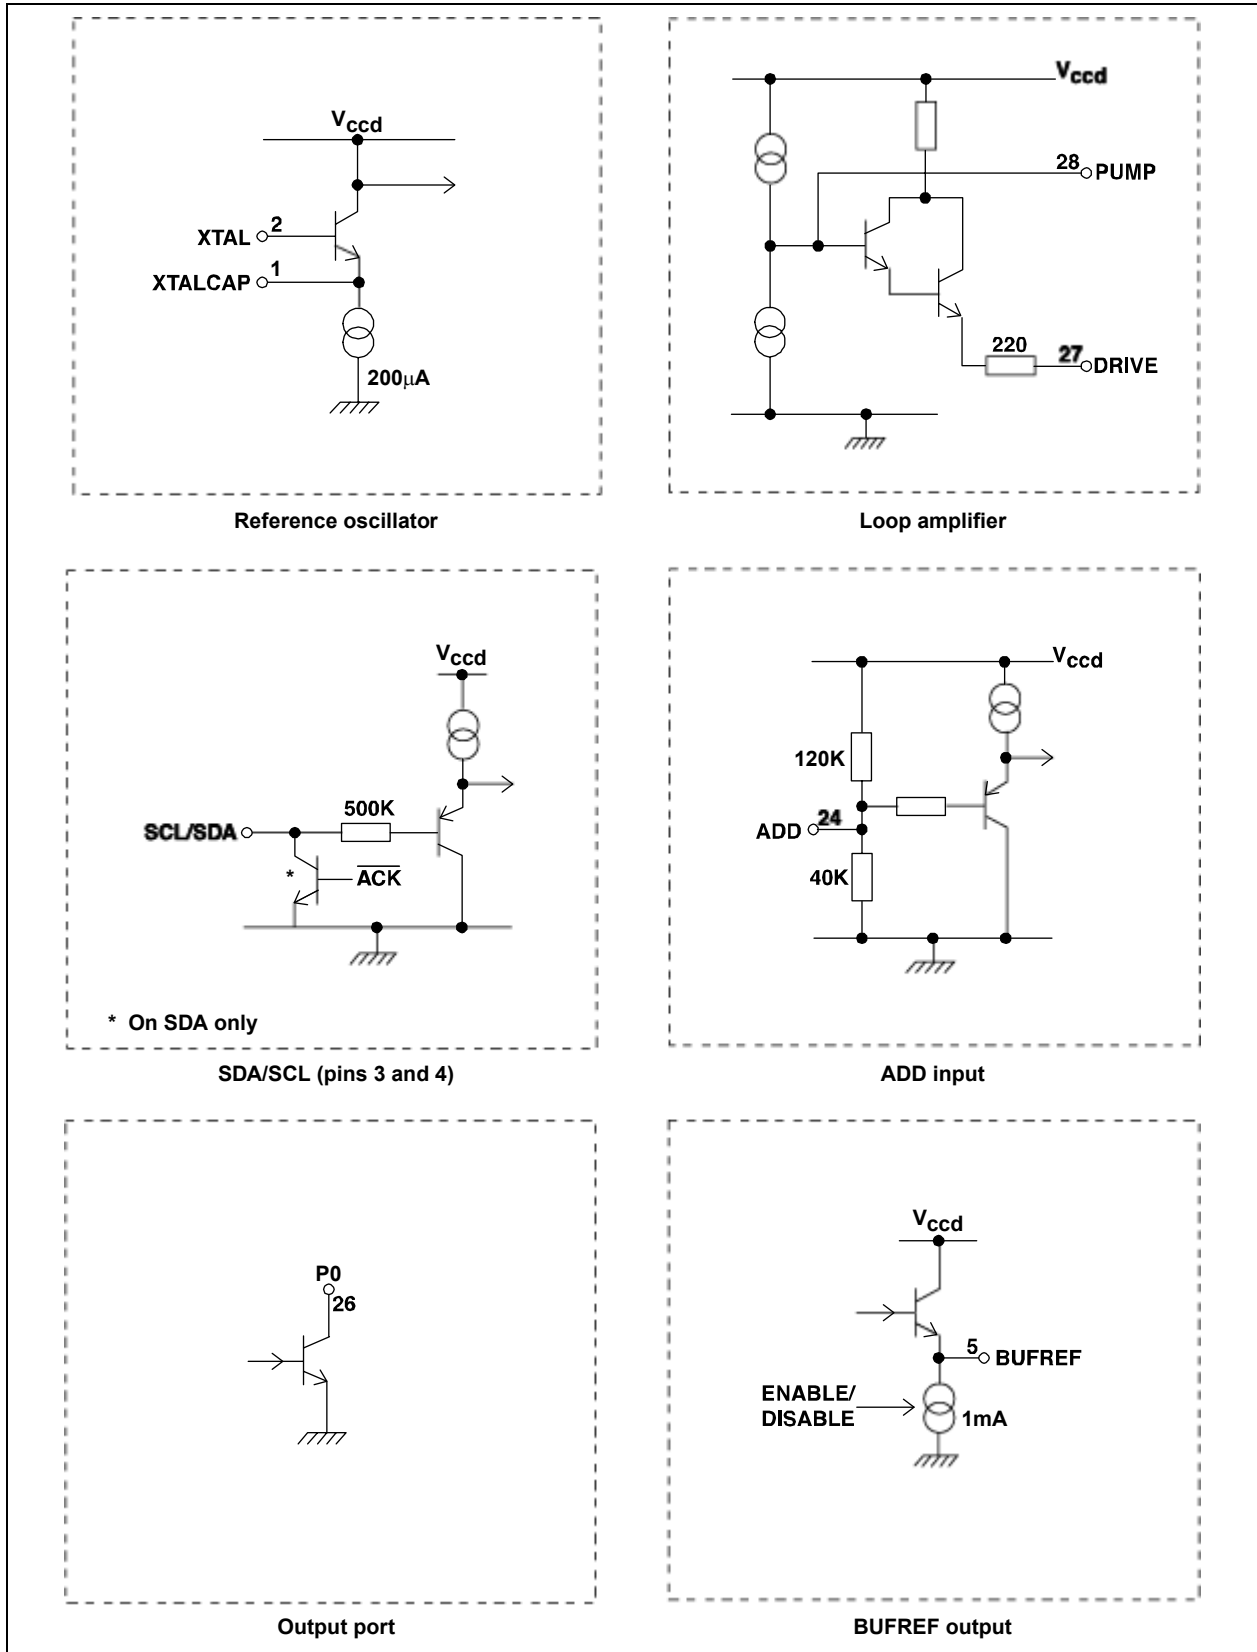 Vccd
2
XTAL
1
XTALCAP
200µA
Reference oscillator
Vccd
28
PUMP
220
27
DRIVE
Loop amplifier
Vccd
500K
SCL/SDA
*
ACK
* On SDA only
SDA/SCL (pins 3 and 4)
Vccd
120K
24
ADD
40K
ADD input
P0
26
Output port
Vccd
5
BUFREF
ENABLE/
DISABLE
1mA
BUFREF output